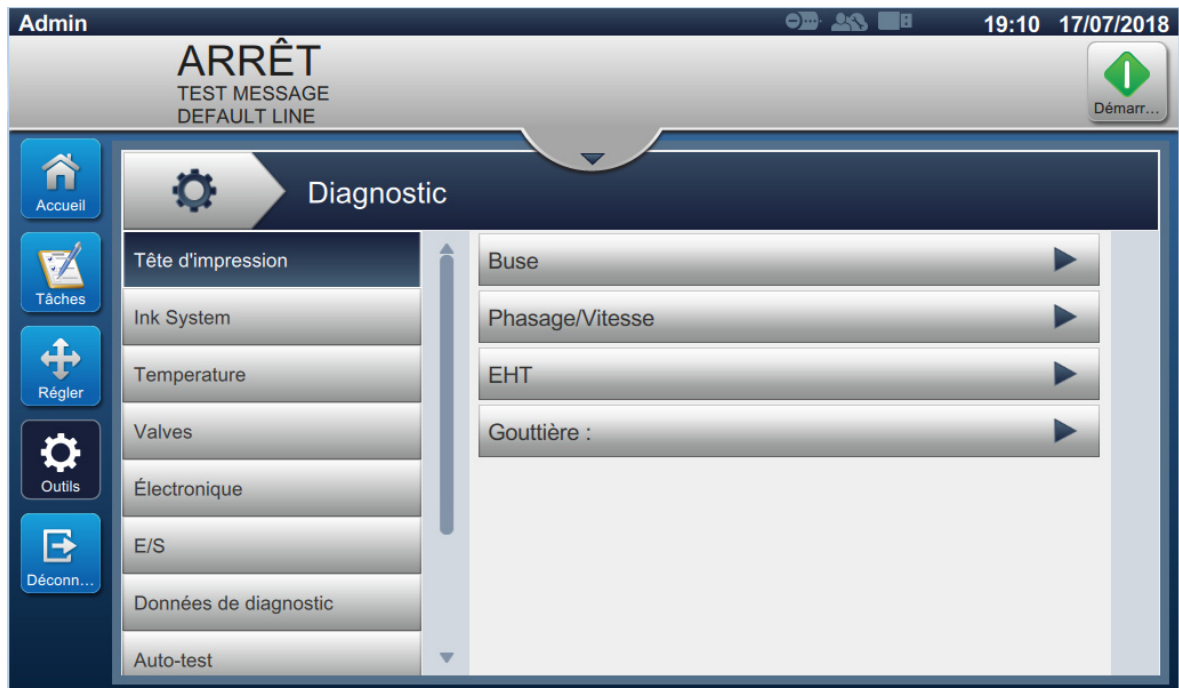 Admin
19:10 17/07/2018
ARRÊT
TEST MESSAGE
DEFAULT LINE
Démarr...
Accueil
Tâches
Régler
Outils
Déconn...
Diagnostic
Tête d'impression
Ink System
Temperature
Valves
Électronique
E/S
Données de diagnostic
Auto-test
Buse
Phasage/Vitesse
EHT
Gouttière :